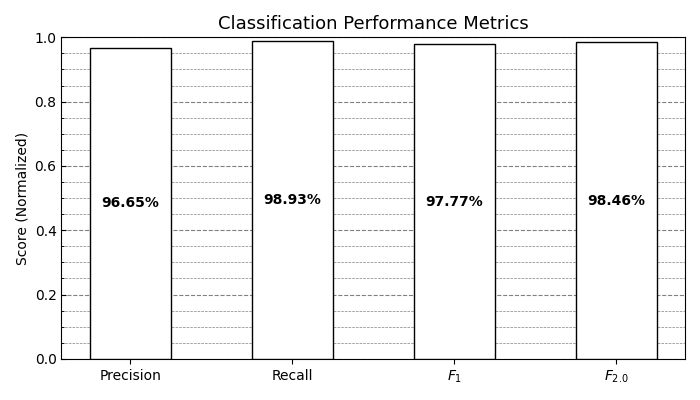 Classification Performance Metrics
Score (Normalized)
1.0
0.8
0.6
0.4
0.2
0.0
96.65%
98.93%
97.77%
98.46%
Precision
Recall
F₁
F₂.₀